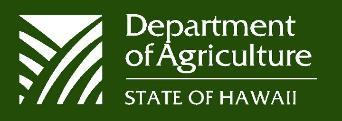 Department
of Agriculture
STATE OF HAWAII